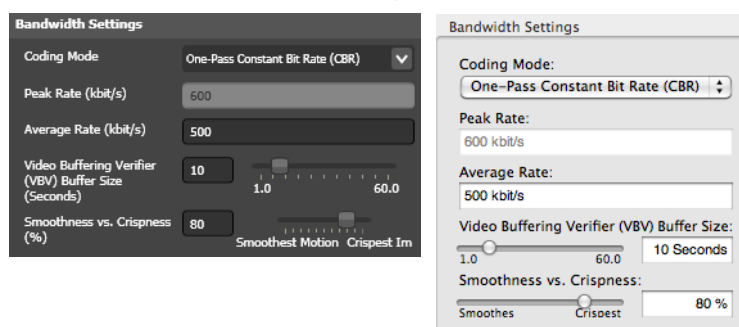 Bandwidth Settings
Coding Mode
One-Pass Constant Bit Rate (CBR)
Peak Rate (kbit/s)
600
Average Rate (kbit/s)
500
Video Buffering Verifier
(VBV) Buffer Size
(Seconds)
10
1.0 60.0
Smoothness vs. Crispness
(%)
80
Smoothest Motion Crispest Im
Bandwidth Settings
Coding Mode:
One-Pass Constant Bit Rate (CBR)
Peak Rate:
600 kbit/s
Average Rate:
500 kbit/s
Video Buffering Verifier (VBV) Buffer Size:
1.0 60.0
10 Seconds
Smoothness vs. Crispness:
Smoothes Crispest
80 %